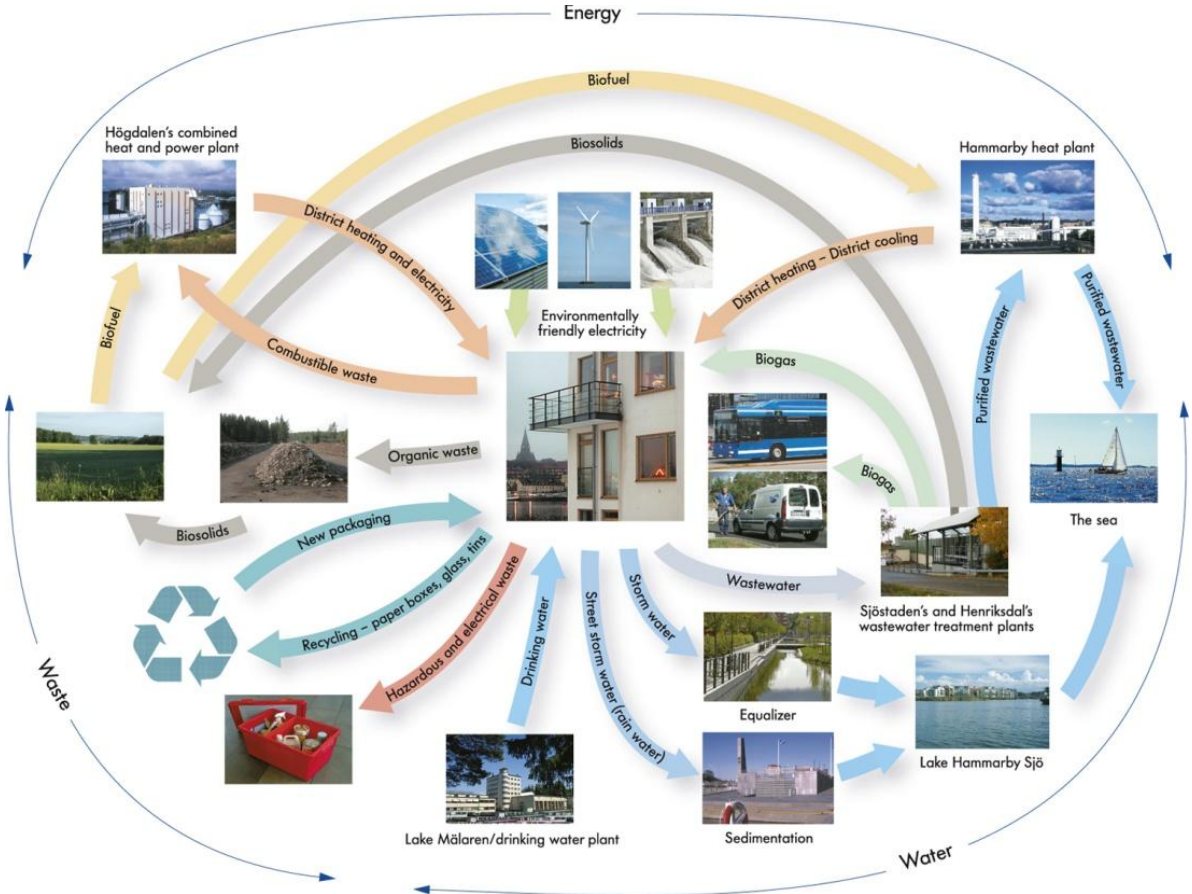 Energy
Biofuel
Högdalen's combined
heat and power plant
Biosolids
Hammarby heat plant
District heating and electricity
District heating – District cooling
Environmentally
friendly electricity
Biofuel
Combustible waste
Biogas
Purified wastewater
Purified wastewater
Organic waste
Biogas
Biosolids
New packaging
The sea
Wastewater
Sjöstaden's and Henriksdal's
wastewater treatment plants
Recycling – paper boxes, glass, tins
Hazardous and electrical waste
Drinking water
Street storm water (rain water)
Storm water
Waste
Equalizer
Lake Hammarby Sjö
Lake Mälaren/drinking water plant
Sedimentation
Water